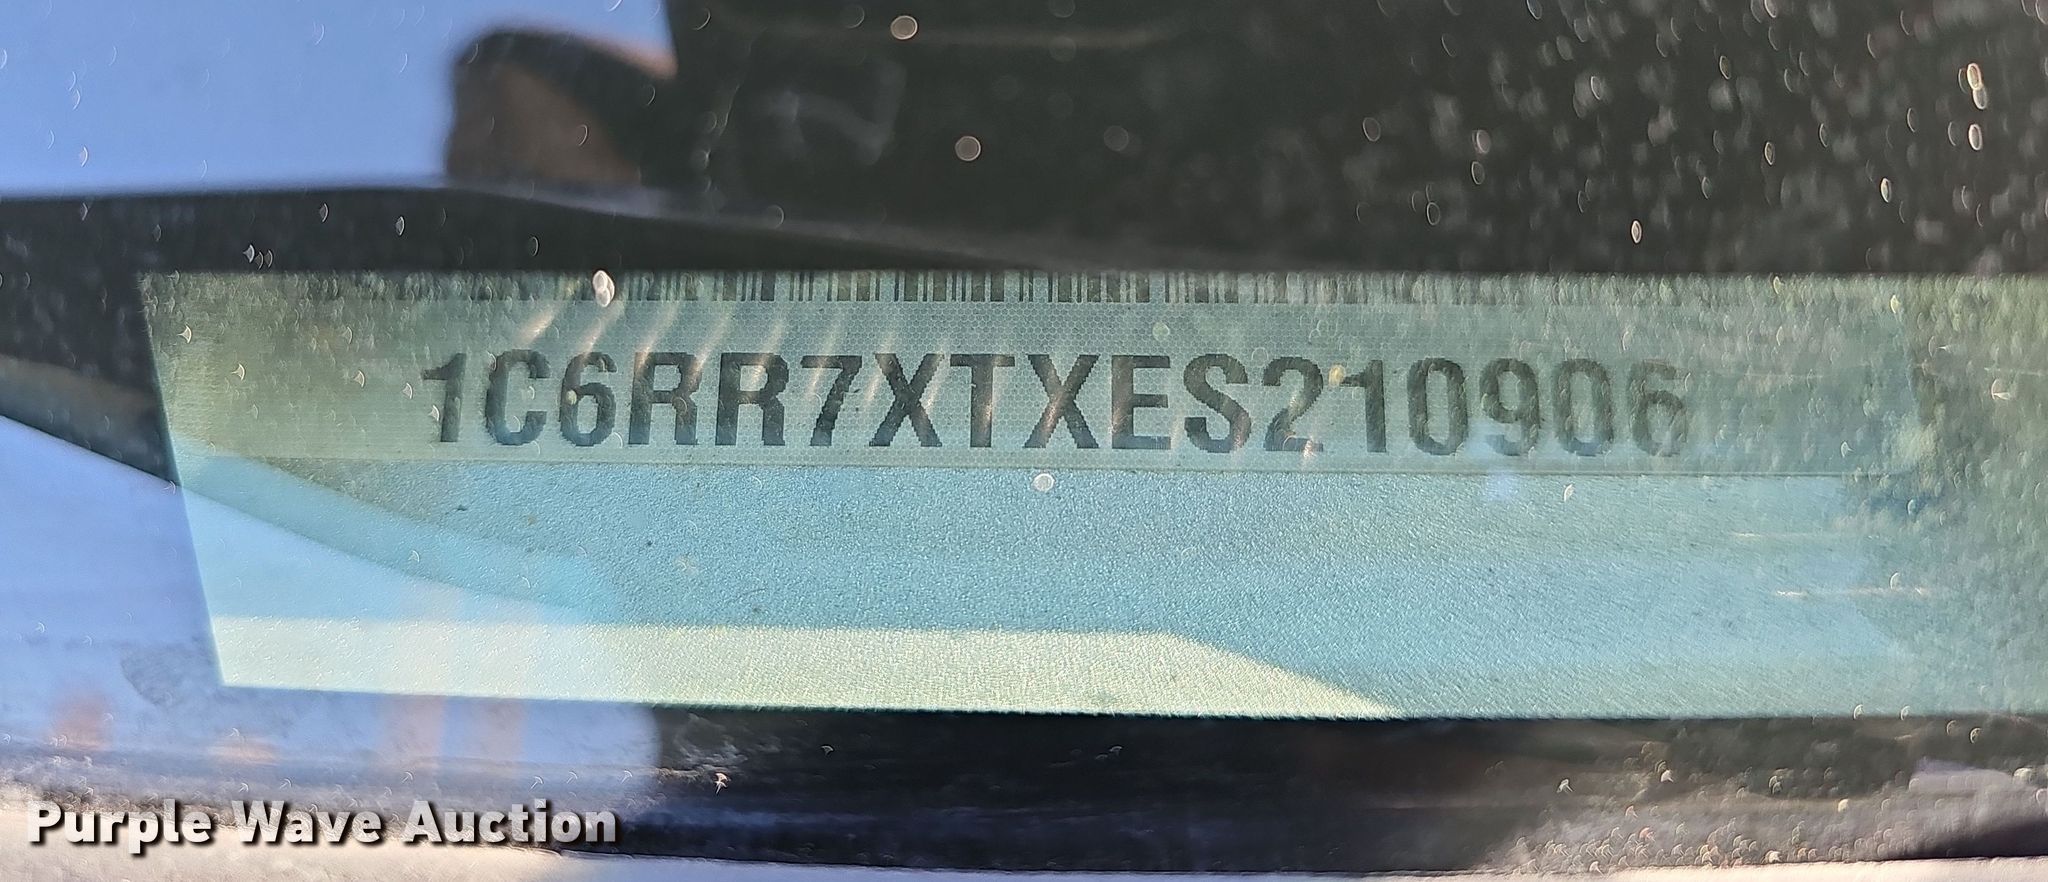 1C6RR7XTXES210906
Purple Wave Auction